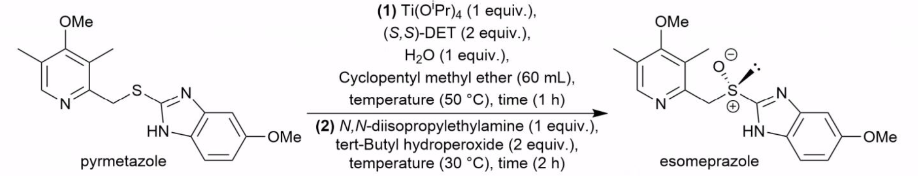 OMe
N
S
N
HN
OMe
pyrmetazole
(1) Ti(OⁱPr)₄ (1 equiv.),
(S,S)-DET (2 equiv.),
H₂O (1 equiv.),
Cyclopentyl methyl ether (60 mL),
temperature (50 °C), time (1 h)
(2) N,N-diisopropylethylamine (1 equiv.),
tert-Butyl hydroperoxide (2 equiv.),
temperature (30 °C), time (2 h)
OMe
O⊖
N
S
⊕
N
HN
OMe
esomeprazole